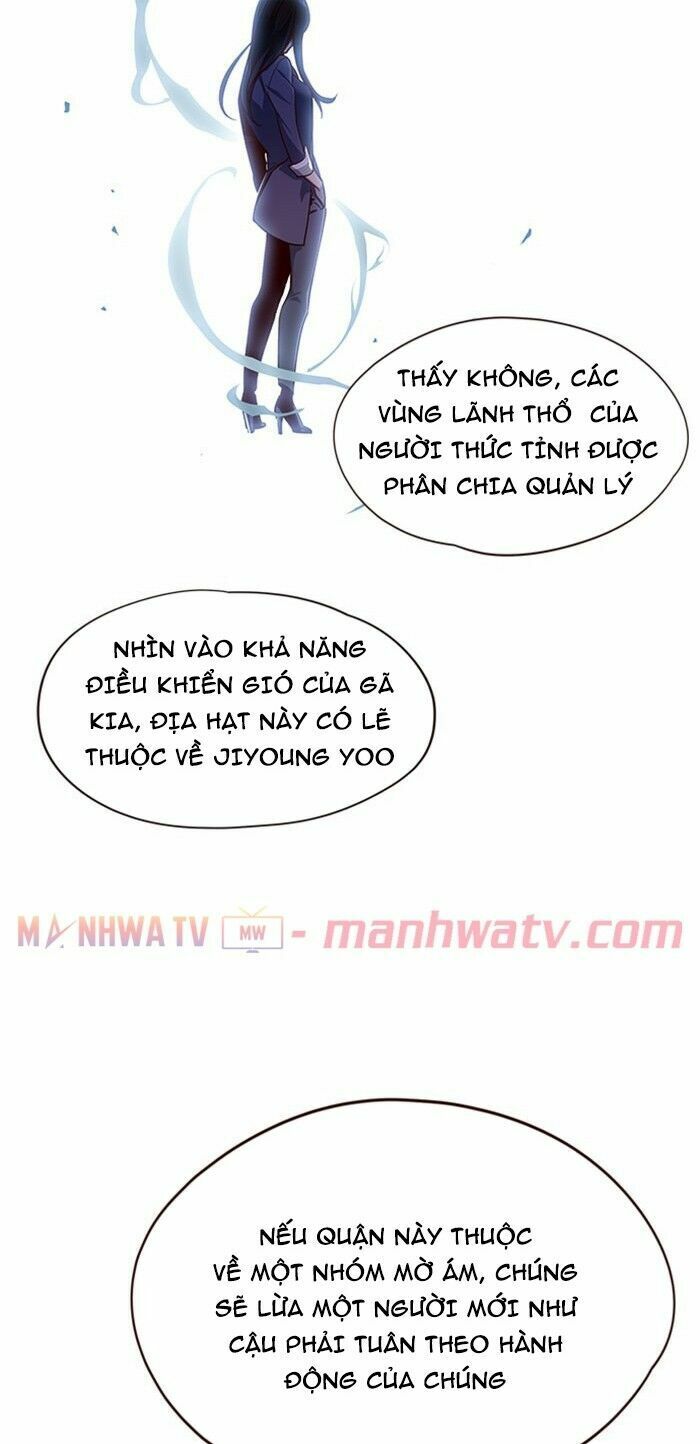 THẤY KHÔNG, CÁC
VÙNG LÃNH THỔ CỦA
NGƯỜI THỨC TỈNH ĐƯỢC
PHÂN CHIA QUẢN LÝ
NHÌN VÀO KHẢ NĂNG
ĐIỀU KHIỂN GIÓ CỦA GÃ
KIA, ĐỊA HẠT NÀY CÓ LẼ
THUỘC VỀ JIYOUNG YOO
MANHWA TV MW - manhwatv.com
NẾU QUẬN NÀY THUỘC
VỀ MỘT NHÓM MỜ ÁM, CHÚNG
SẼ LỪA MỘT NGƯỜI MỚI NHƯ
CẬU PHẢI TUÂN THEO HÀNH
ĐỘNG CỦA CHÚNG